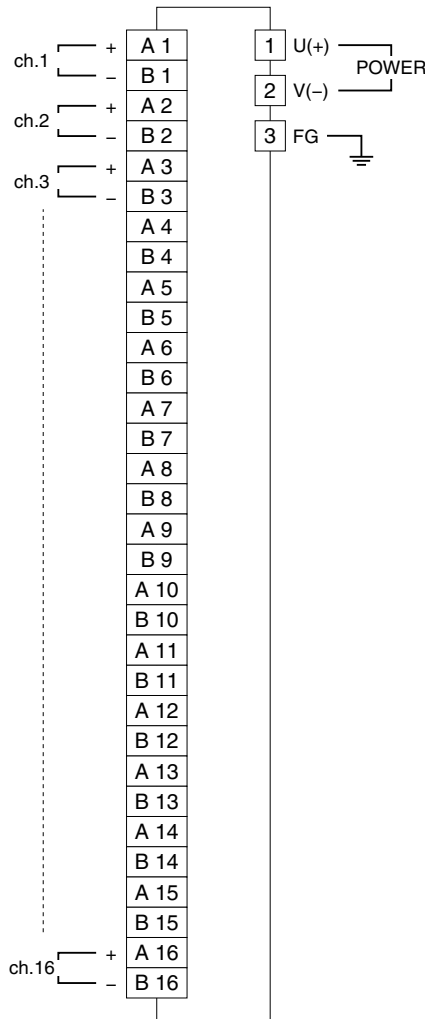 ch.1 + A 1
− B 1
ch.2 + A 2
− B 2
ch.3 + A 3
− B 3
A 4
B 4
A 5
B 5
A 6
B 6
A 7
B 7
A 8
B 8
A 9
B 9
A 10
B 10
A 11
B 11
A 12
B 12
A 13
B 13
A 14
B 14
A 15
B 15
ch.16 + A 16
− B 16
1 U(+)
POWER
2 V(−)
3 FG